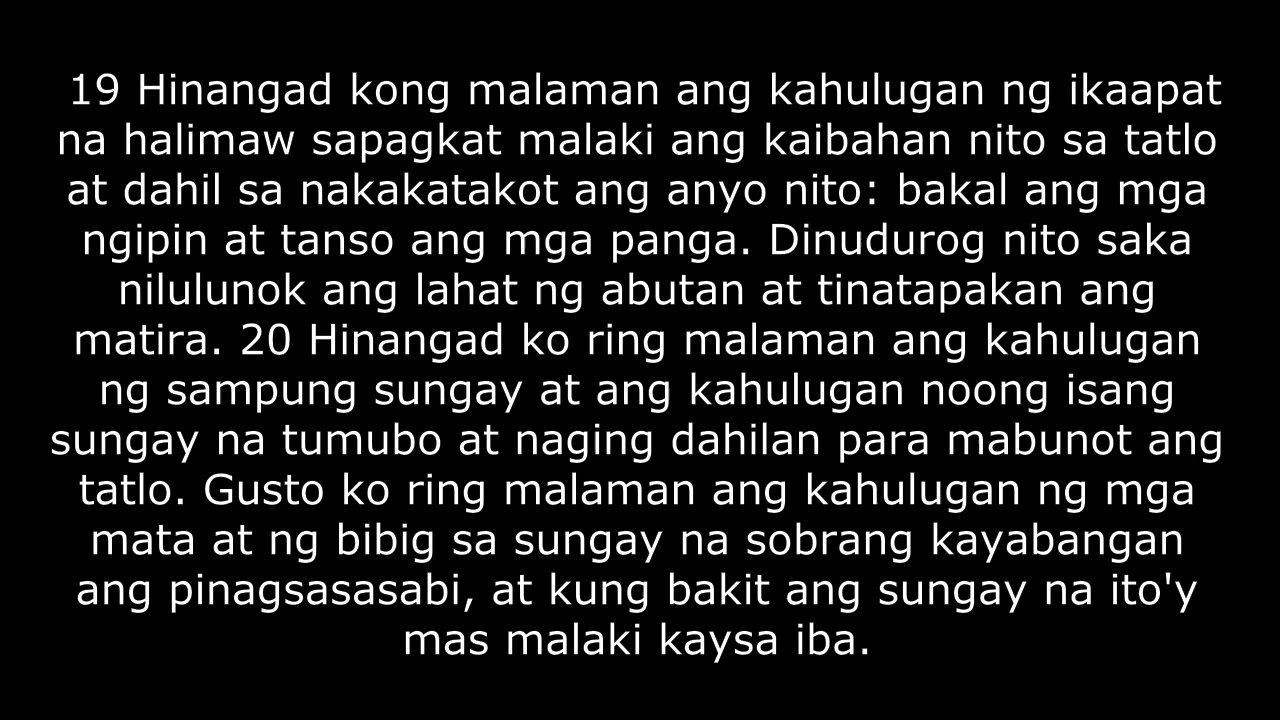 19 Hinangad kong malaman ang kahulugan ng ikaapat
na halimaw sapagkat malaki ang kaibahan nito sa tatlo
at dahil sa nakakatakot ang anyo nito: bakal ang mga
ngipin at tanso ang mga panga. Dinudurog nito saka
nilulunok ang lahat ng abutan at tinatapakan ang
matira. 20 Hinangad ko ring malaman ang kahulugan
ng sampung sungay at ang kahulugan noong isang
sungay na tumubo at naging dahilan para mabunot ang
tatlo. Gusto ko ring malaman ang kahulugan ng mga
mata at ng bibig sa sungay na sobrang kayabangan
ang pinagsasasabi, at kung bakit ang sungay na ito'y
mas malaki kaysa iba.